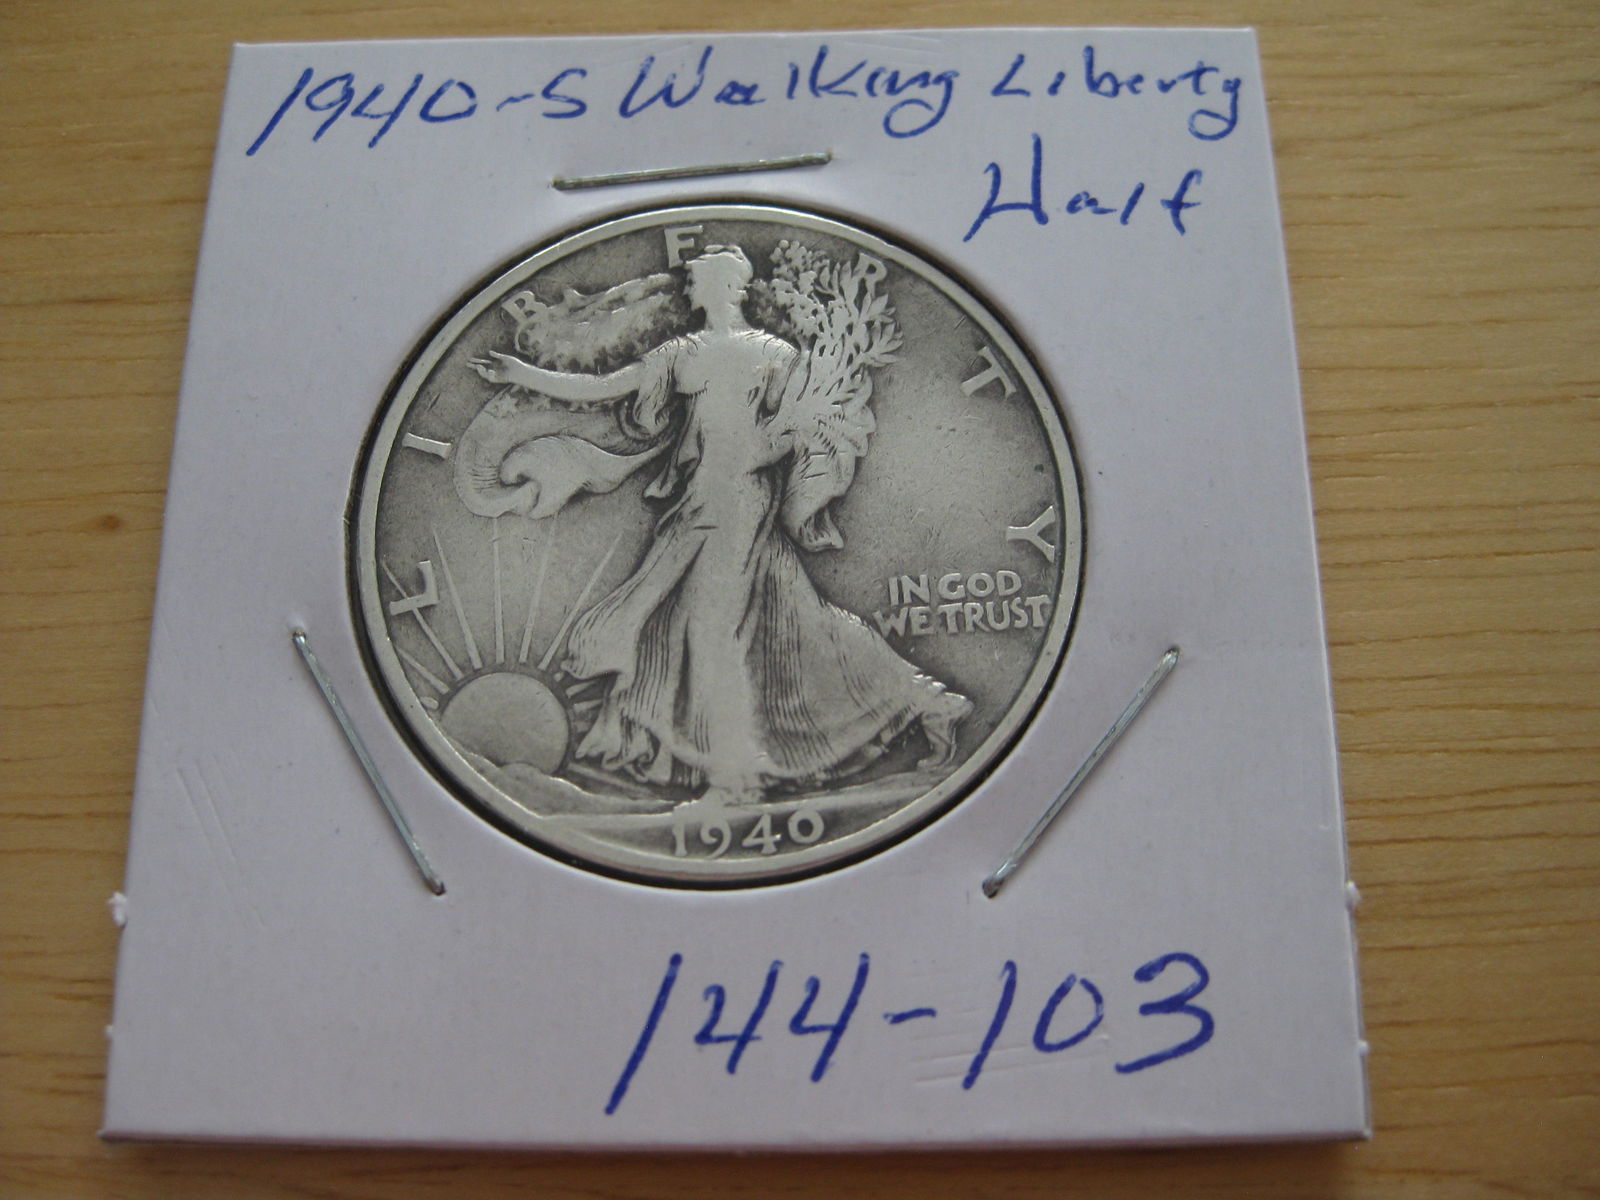 1940-S Walking Liberty
Half
LIBERTY
IN GOD
WE TRUST
1940
144-103